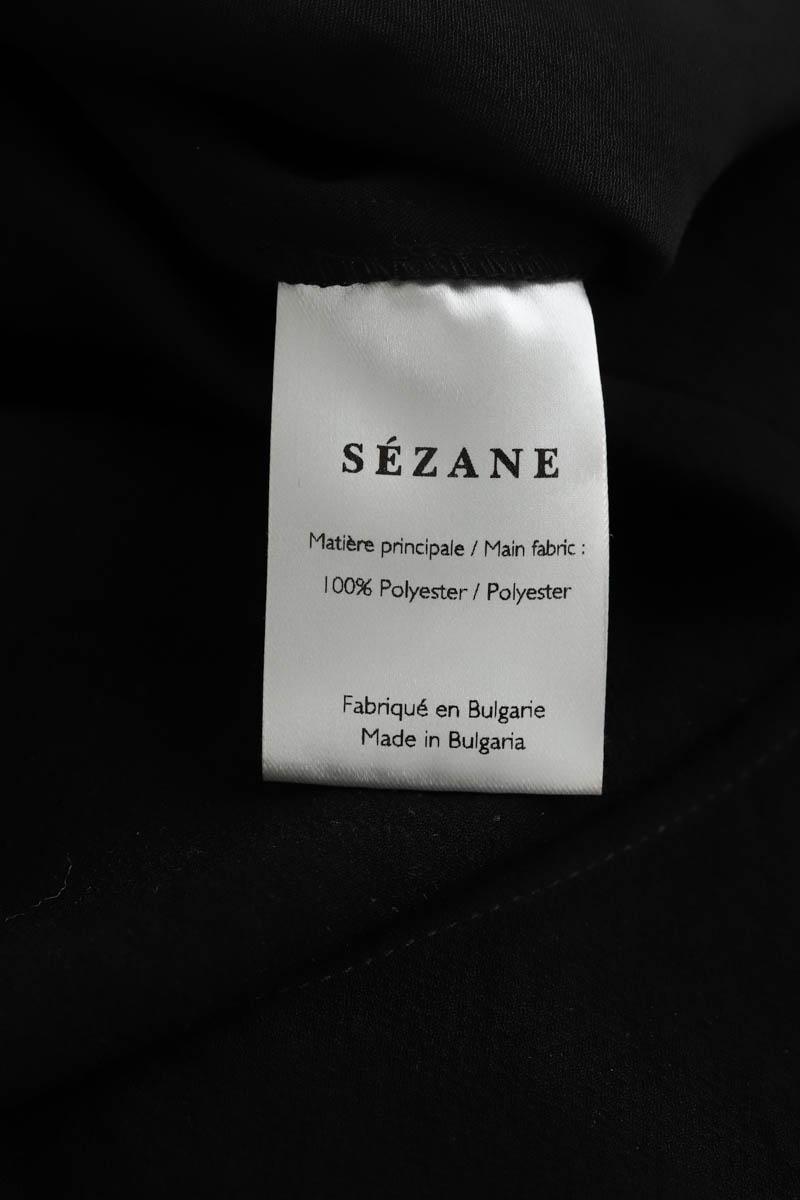 SÉZANE
Matière principale / Main fabric :
100% Polyester / Polyester
Fabriqué en Bulgarie
Made in Bulgaria